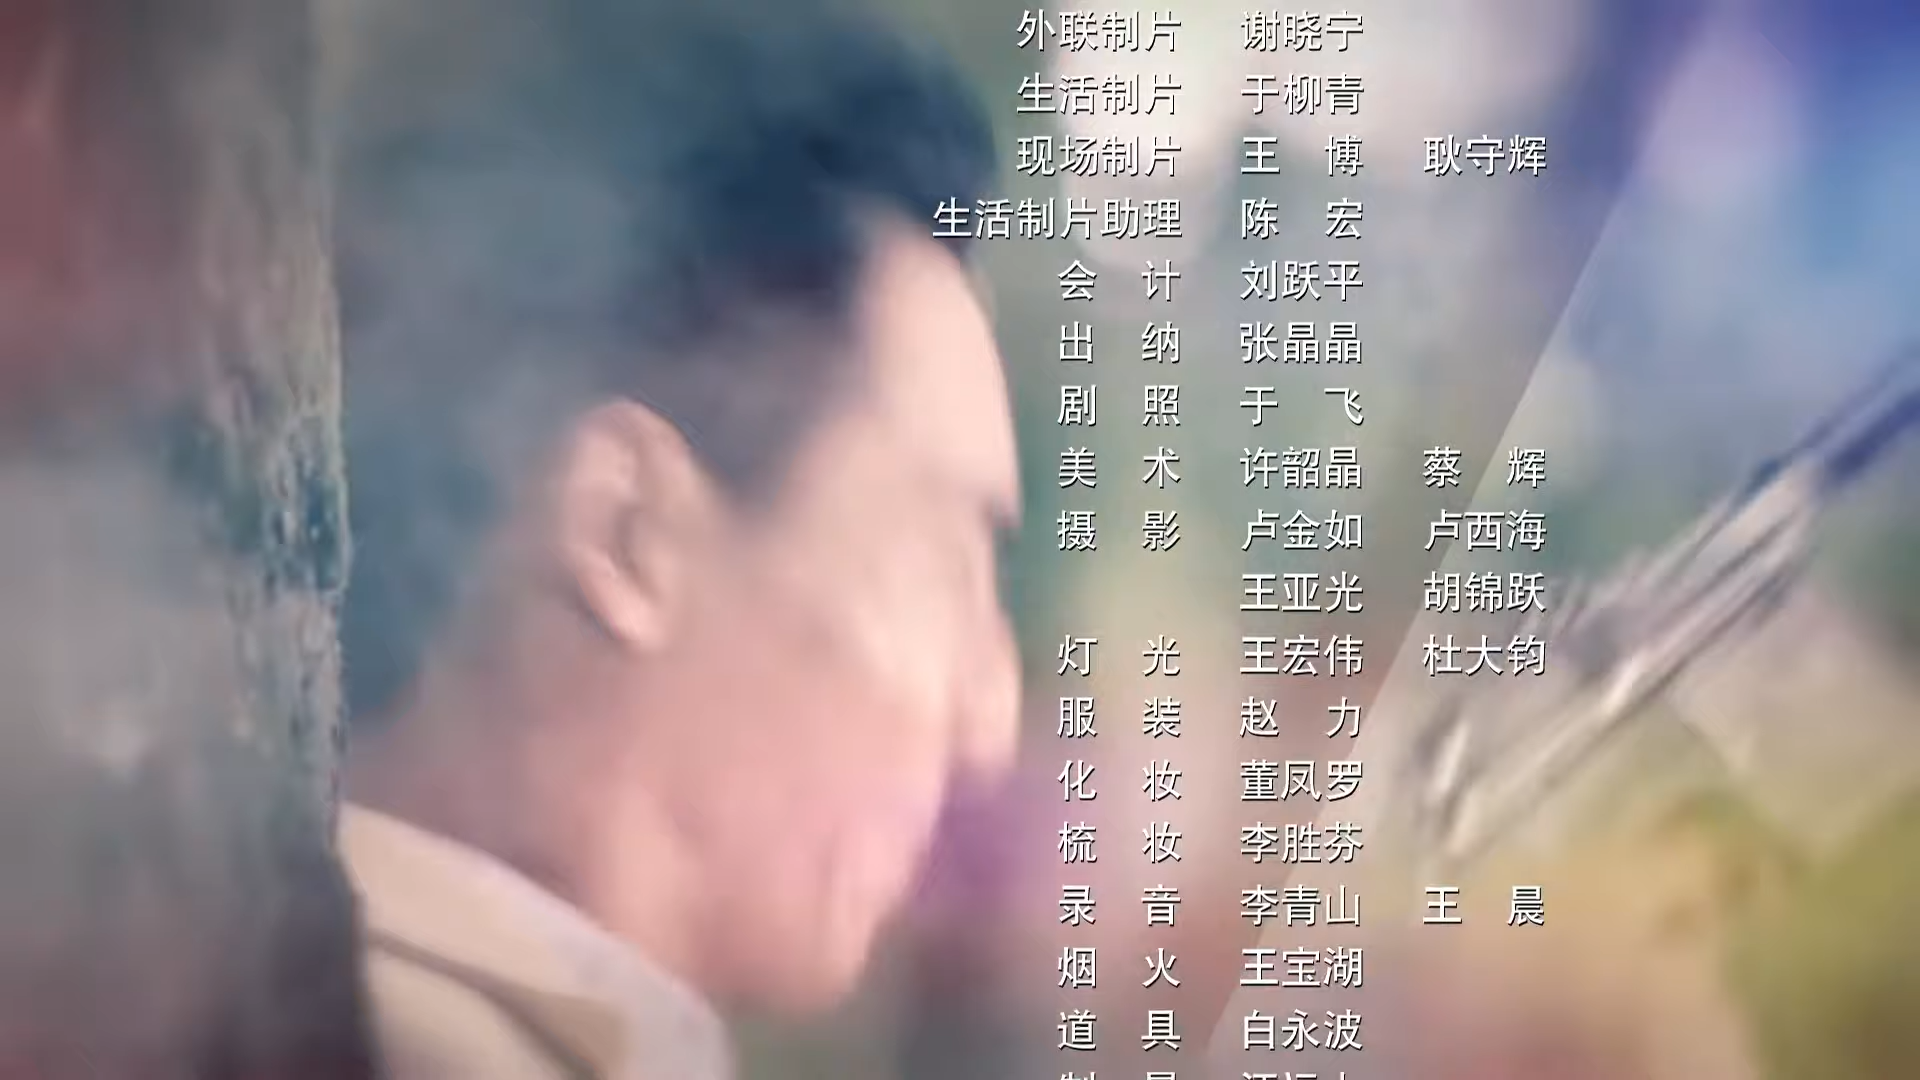 外联制片 谢晓宁
生活制片 于柳青
现场制片 王 博 耿守辉
生活制片助理 陈 宏
会 计 刘跃平
出 纳 张晶晶
剧 照 于 飞
美 术 许韶晶 蔡 辉
摄 影 卢金如 卢西海
王亚光 胡锦跃
灯 光 王宏伟 杜大钧
服 装 赵 力
化 妆 董凤罗
梳 妆 李胜芬
录 音 李青山 王 晨
烟 火 王宝湖
道 具 白永波